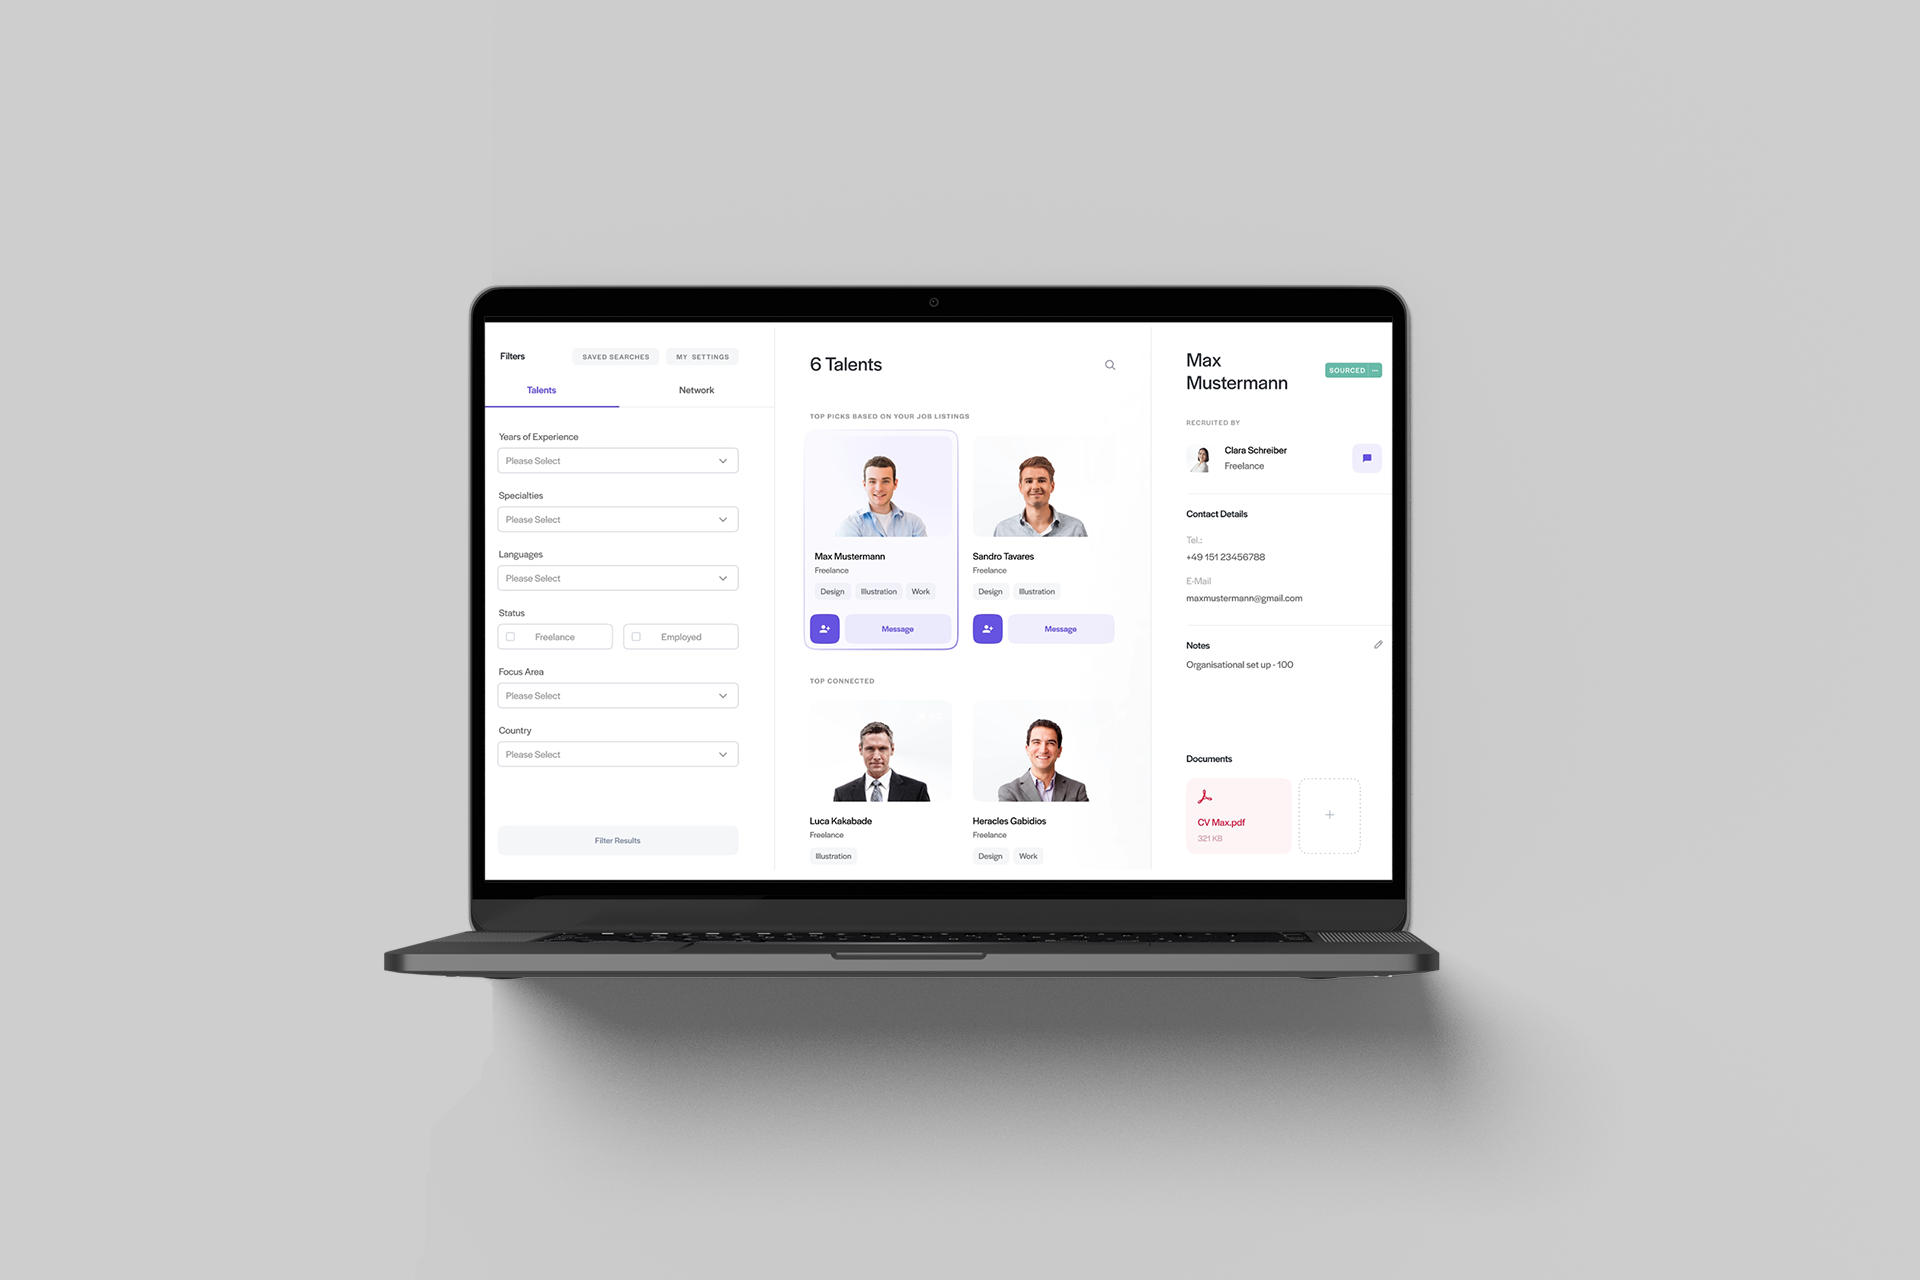 Filters
SAVED SEARCHES
MY SETTINGS
Talents
Network
Years of Experience
Please Select
Specialties
Please Select
Languages
Please Select
Status
Freelance
Employed
Focus Area
Please Select
Country
Please Select
Filter Results
6 Talents
TOP PICKS BASED ON YOUR JOB LISTINGS
Max Mustermann
Freelance
Design
Illustration
Work
Message
Sandro Tavares
Freelance
Design
Illustration
Message
TOP CONNECTED
Luca Kakabade
Freelance
Illustration
Heracles Gabidios
Freelance
Design
Work
Max
Mustermann
SOURCED
RECRUITED BY
Clara Schreiber
Freelance
Contact Details
Tel.:
+49 151 23456788
E-Mail
maxmustermann@gmail.com
Notes
Organisational set up - 100
Documents
CV Max.pdf
321 KB